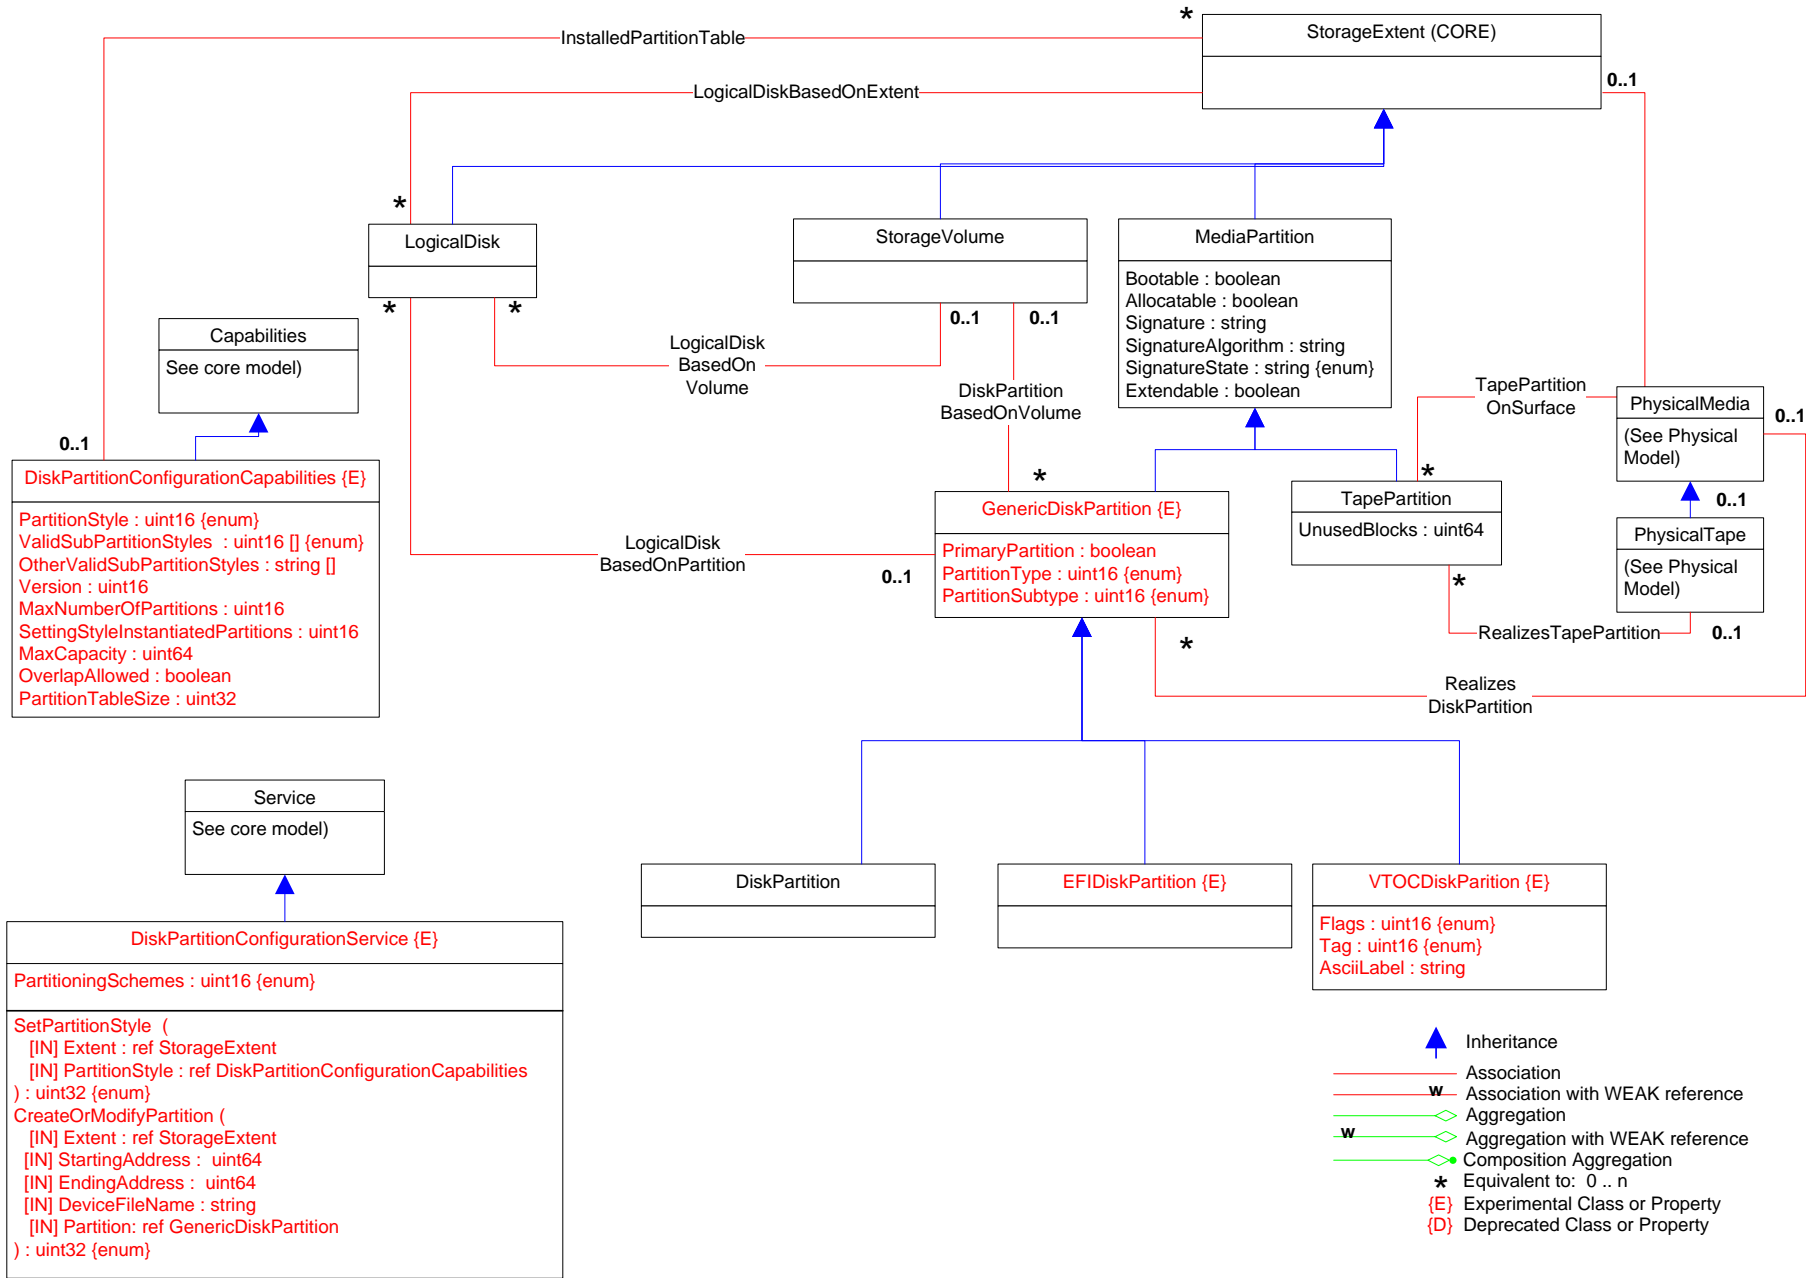 *
StorageExtent (CORE)
InstalledPartitionTable
LogicalDiskBasedOnExtent
0..1
*
LogicalDisk
*
*
StorageVolume
0..1
0..1
MediaPartition
Bootable : boolean
Allocatable : boolean
Signature : string
SignatureAlgorithm : string
SignatureState : string {enum}
Extendable : boolean
Capabilities
See core model)
LogicalDisk
BasedOn
Volume
DiskPartition
BasedOnVolume
TapePartition
OnSurface
PhysicalMedia
(See Physical
Model)
0..1
0..1
DiskPartitionConfigurationCapabilities {E}
PartitionStyle : uint16 {enum}
ValidSubPartitionStyles : uint16 [] {enum}
OtherValidSubPartitionStyles : string []
Version : uint16
MaxNumberOfPartitions : uint16
SettingStyleInstantiatedPartitions : uint16
MaxCapacity : uint64
OverlapAllowed : boolean
PartitionTableSize : uint32
*
GenericDiskPartition {E}
PrimaryPartition : boolean
PartitionType : uint16 {enum}
PartitionSubtype : uint16 {enum}
*
TapePartition
UnusedBlocks : uint64
0..1
PhysicalTape
(See Physical
Model)
LogicalDisk
BasedOnPartition
0..1
*
RealizesTapePartition
0..1
*
Realizes
DiskPartition
Service
See core model)
DiskPartition
EFIDiskPartition {E}
VTOCDiskParition {E}
Flags : uint16 {enum}
Tag : uint16 {enum}
AsciiLabel : string
DiskPartitionConfigurationService {E}
PartitioningSchemes : uint16 {enum}
SetPartitionStyle (
[IN] Extent : ref StorageExtent
[IN] PartitionStyle : ref DiskPartitionConfigurationCapabilities
) : uint32 {enum}
CreateOrModifyPartition (
[IN] Extent : ref StorageExtent
[IN] StartingAddress : uint64
[IN] EndingAddress : uint64
[IN] DeviceFileName : string
[IN] Partition: ref GenericDiskPartition
) : uint32 {enum}
Inheritance
Association
w Association with WEAK reference
Aggregation
w Aggregation with WEAK reference
Composition Aggregation
* Equivalent to: 0 .. n
{E} Experimental Class or Property
{D} Deprecated Class or Property